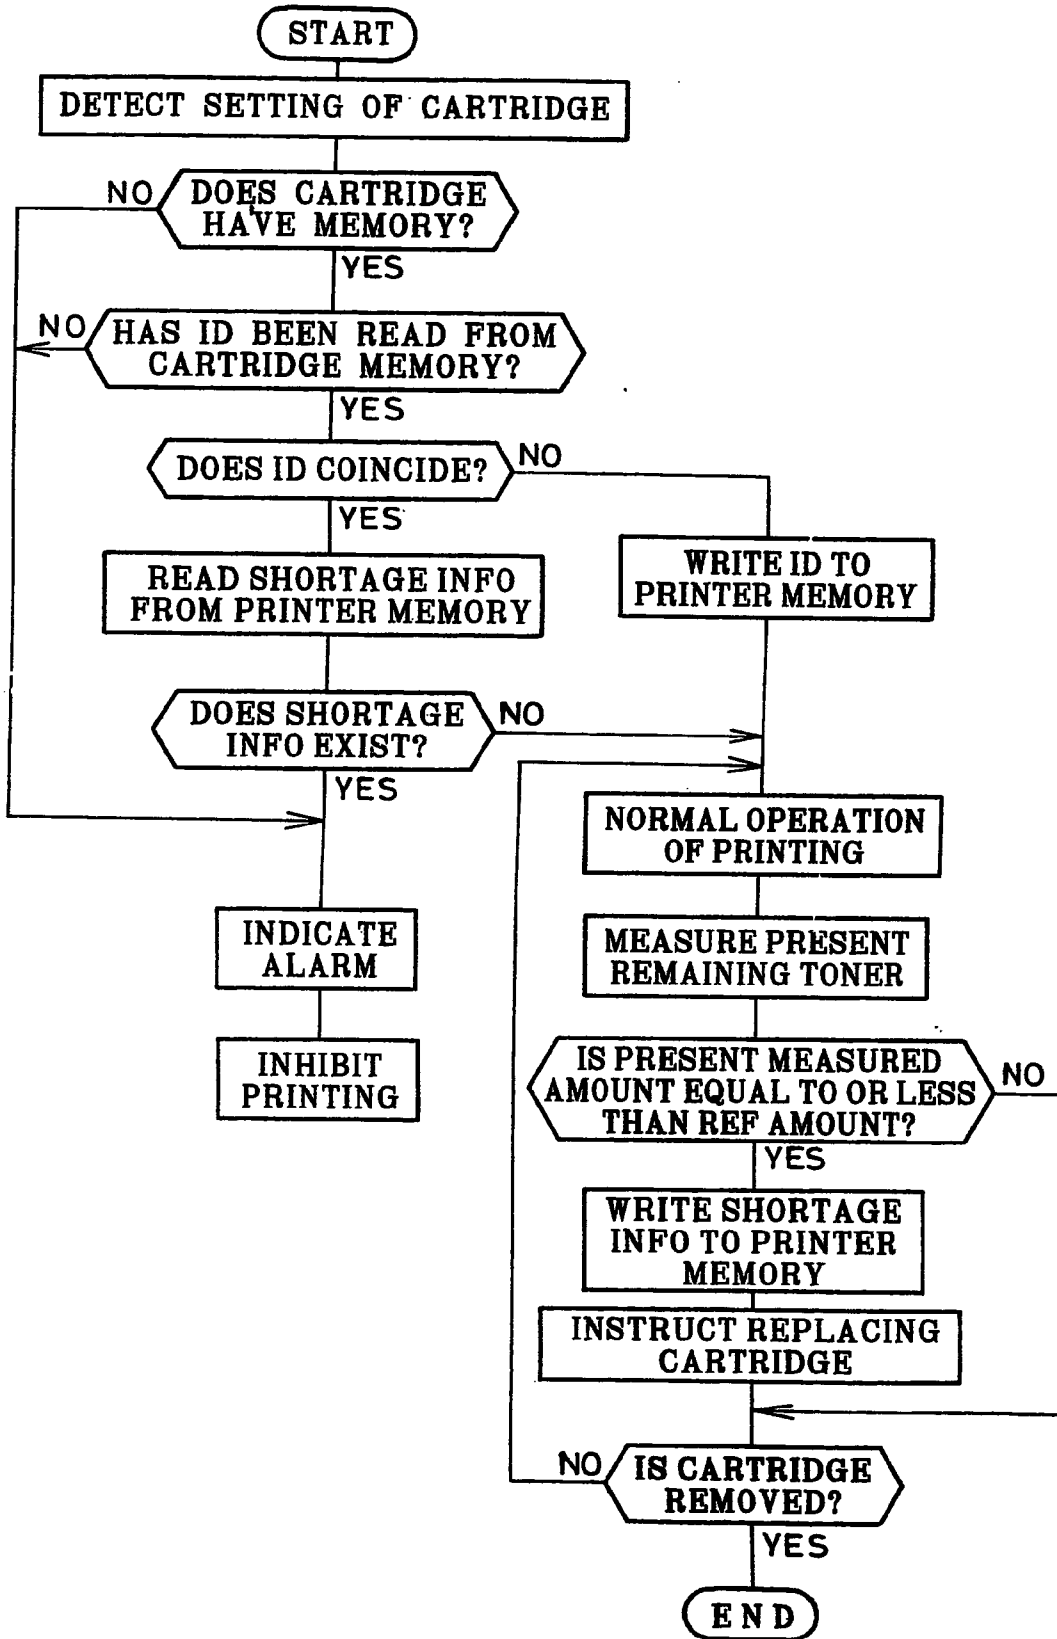 START
DETECT SETTING OF CARTRIDGE
NO
DOES CARTRIDGE
HAVE MEMORY?
YES
NO
HAS ID BEEN READ FROM
CARTRIDGE MEMORY?
YES
DOES ID COINCIDE?
NO
YES
READ SHORTAGE INFO
FROM PRINTER MEMORY
WRITE ID TO
PRINTER MEMORY
DOES SHORTAGE
INFO EXIST?
NO
YES
NORMAL OPERATION
OF PRINTING
INDICATE
ALARM
MEASURE PRESENT
REMAINING TONER
INHIBIT
PRINTING
IS PRESENT MEASURED
AMOUNT EQUAL TO OR LESS
THAN REF AMOUNT?
NO
YES
WRITE SHORTAGE
INFO TO PRINTER
MEMORY
INSTRUCT REPLACING
CARTRIDGE
NO
IS CARTRIDGE
REMOVED?
YES
END